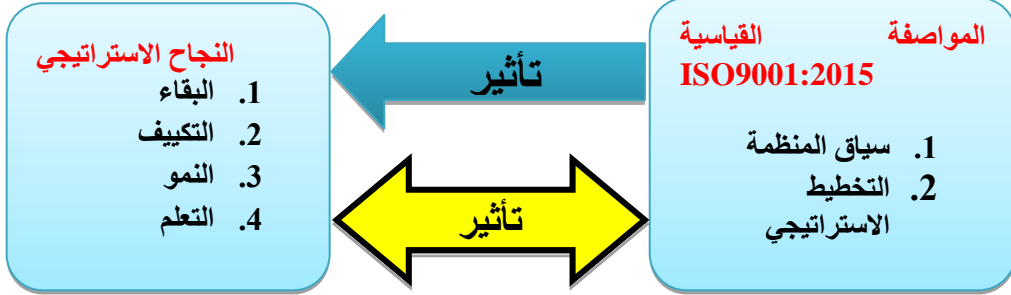 المواصفة القياسية
ISO9001:2015
1. سياق المنظمة
2. التخطيط
الاستراتيجي
تأثير
تأثير
النجاح الاستراتيجي
1. البقاء
2. التكييف
3. النمو
4. التعلم